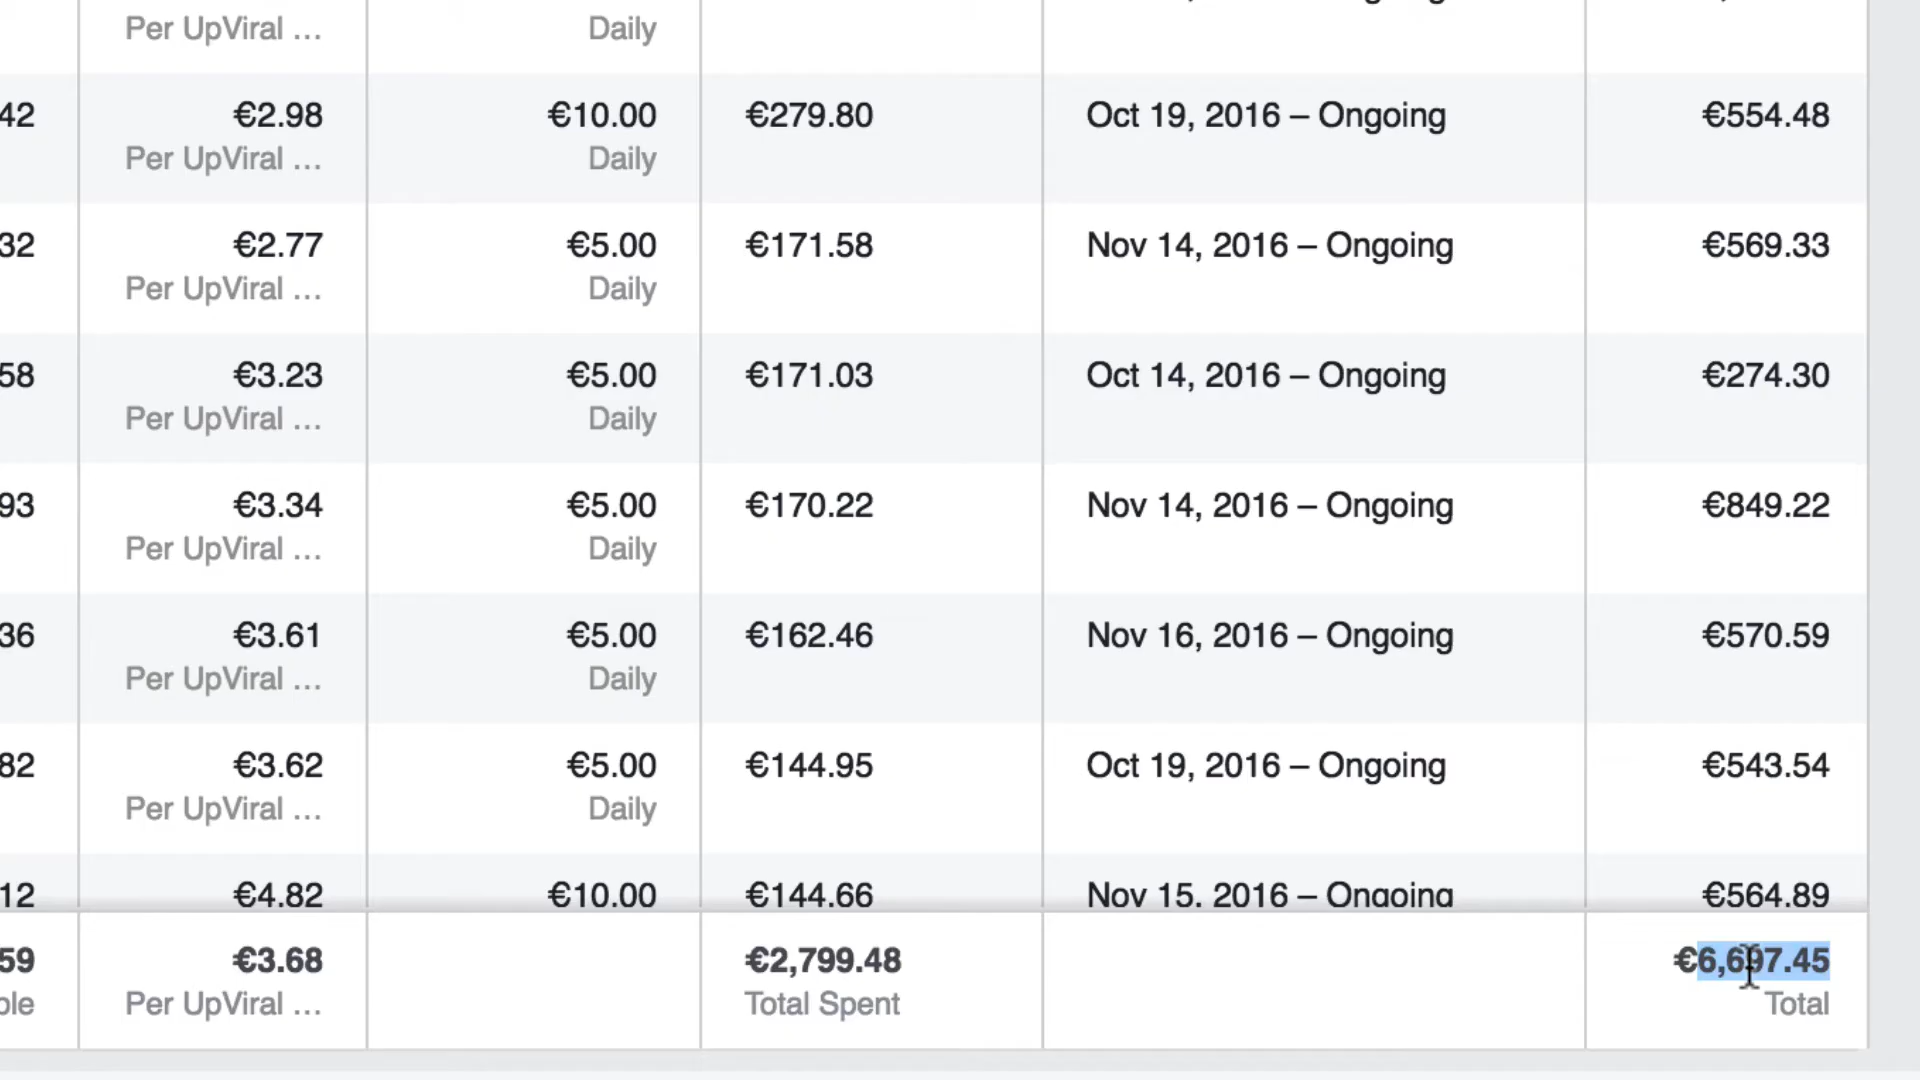 Per UpViral ... Daily
42 €2.98 €10.00 €279.80 Oct 19, 2016 – Ongoing €554.48
Per UpViral ... Daily
32 €2.77 €5.00 €171.58 Nov 14, 2016 – Ongoing €569.33
Per UpViral ... Daily
58 €3.23 €5.00 €171.03 Oct 14, 2016 – Ongoing €274.30
Per UpViral ... Daily
93 €3.34 €5.00 €170.22 Nov 14, 2016 – Ongoing €849.22
Per UpViral ... Daily
36 €3.61 €5.00 €162.46 Nov 16, 2016 – Ongoing €570.59
Per UpViral ... Daily
82 €3.62 €5.00 €144.95 Oct 19, 2016 – Ongoing €543.54
Per UpViral ... Daily
12 €4.82 €10.00 €144.66 Nov 15, 2016 – Ongoing €564.89
59 €3.68 €2,799.48 €6,697.45
ple Per UpViral ... Total Spent Total